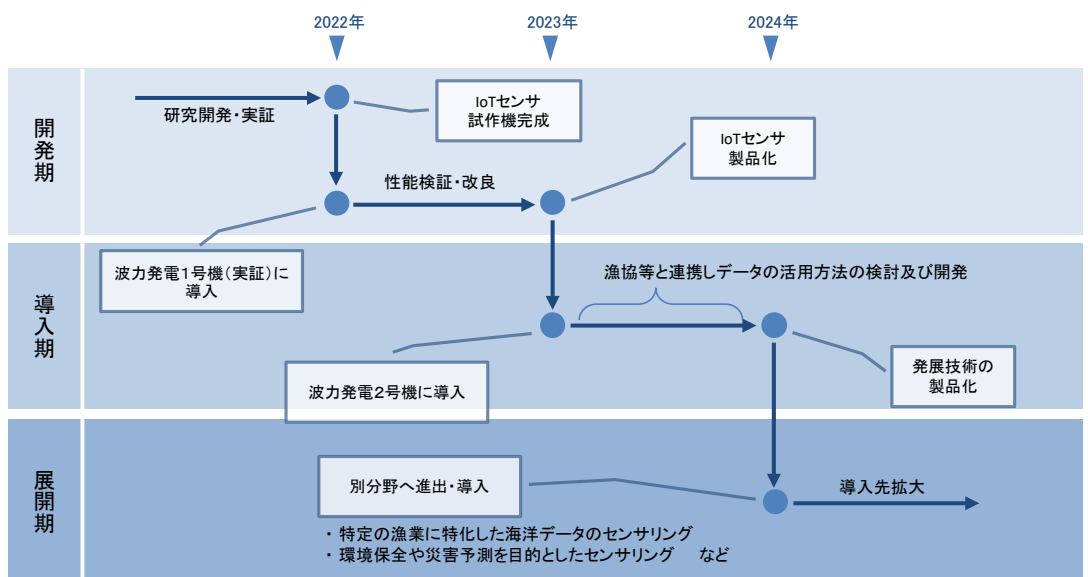 2022年
2023年
2024年
開発期
研究開発・実証
IoTセンサ
試作機完成
IoTセンサ
製品化
性能検証・改良
波力発電1号機(実証)に
導入
導入期
漁協等と連携しデータの活用方法の検討及び開発
波力発電2号機に導入
発展技術の
製品化
展開期
別分野へ進出・導入
導入先拡大
・ 特定の漁業に特化した海洋データのセンサリング
・ 環境保全や災害予測を目的としたセンサリング　など